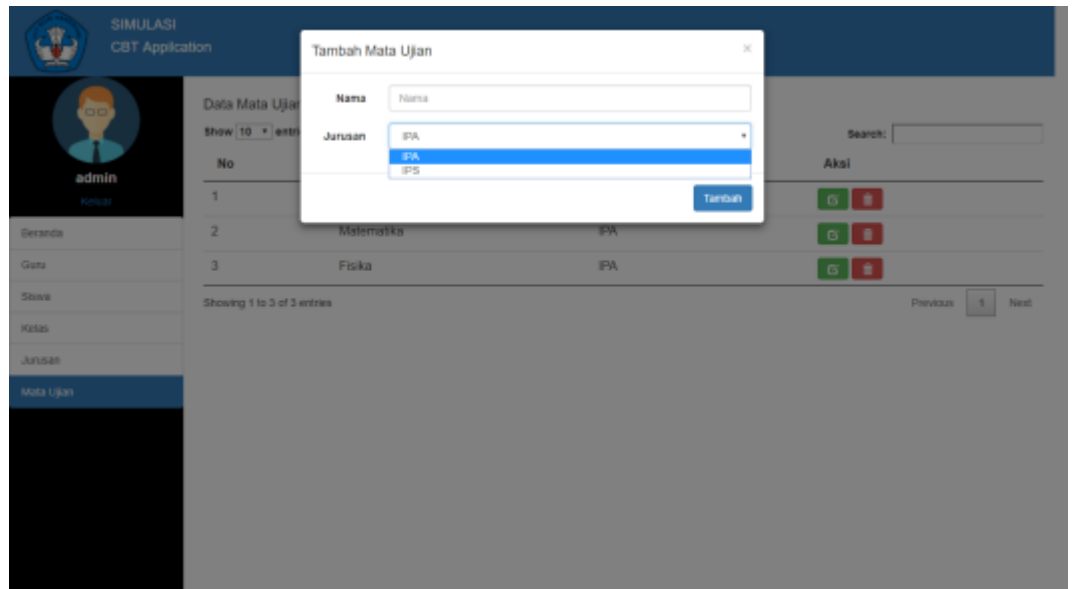 SIMULASI
CBT Application
admin
Keluar
Beranda
Guru
Siswa
Kelas
Jurusan
Mata Ujian
Tambah Mata Ujian ×
Nama Nama
Jurusan IPA
IPA
IPS
Tambah
Data Mata Ujian
Show 10 entri
Search:
No Aksi
1
2 Matematika IPA
3 Fisika IPA
Showing 1 to 3 of 3 entries
Previous 1 Next